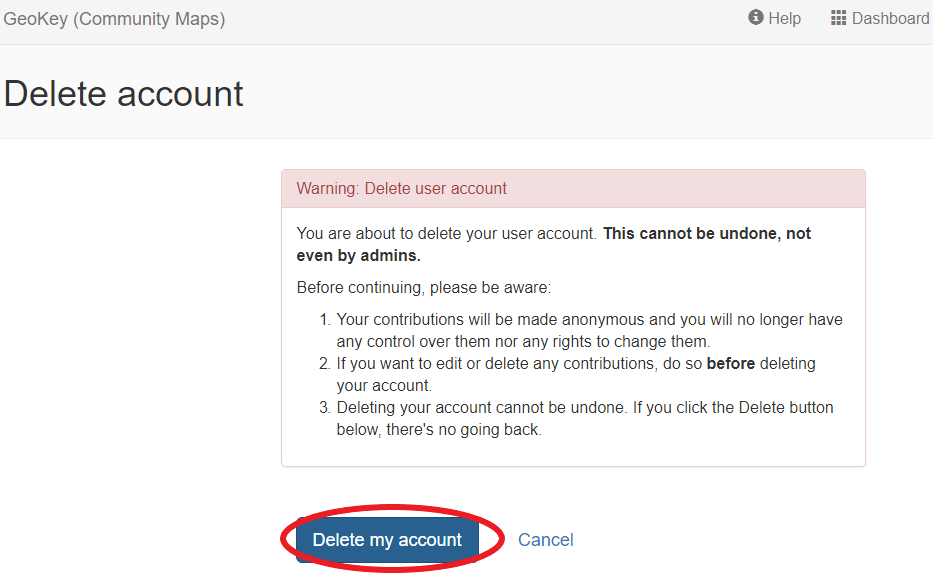 GeoKey (Community Maps)
Help
Dashboard
Delete account
Warning: Delete user account
You are about to delete your user account. This cannot be undone, not
even by admins.
Before continuing, please be aware:
1. Your contributions will be made anonymous and you will no longer have
any control over them nor any rights to change them.
2. If you want to edit or delete any contributions, do so before deleting
your account.
3. Deleting your account cannot be undone. If you click the Delete button
below, there's no going back.
Delete my account
Cancel